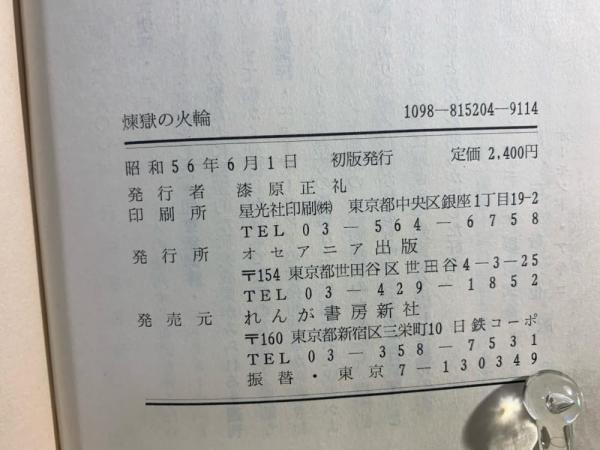 煉獄の火輪 1098—815204—9114
昭和56年6月1日 初版発行 定価 2,400円
発行者 漆原正礼
印刷所 星光社印刷㈱ 東京都中央区銀座1丁目19-2
TEL 03—564—6758
発行所 オセアニア出版
〒154 東京都世田谷区世田谷4-3-25
TEL 03—429—1852
発売元 れんが書房新社
〒160 東京都新宿区三栄町10 日鉄コーポ
TEL 03—358—7531
振替・東京7—130349